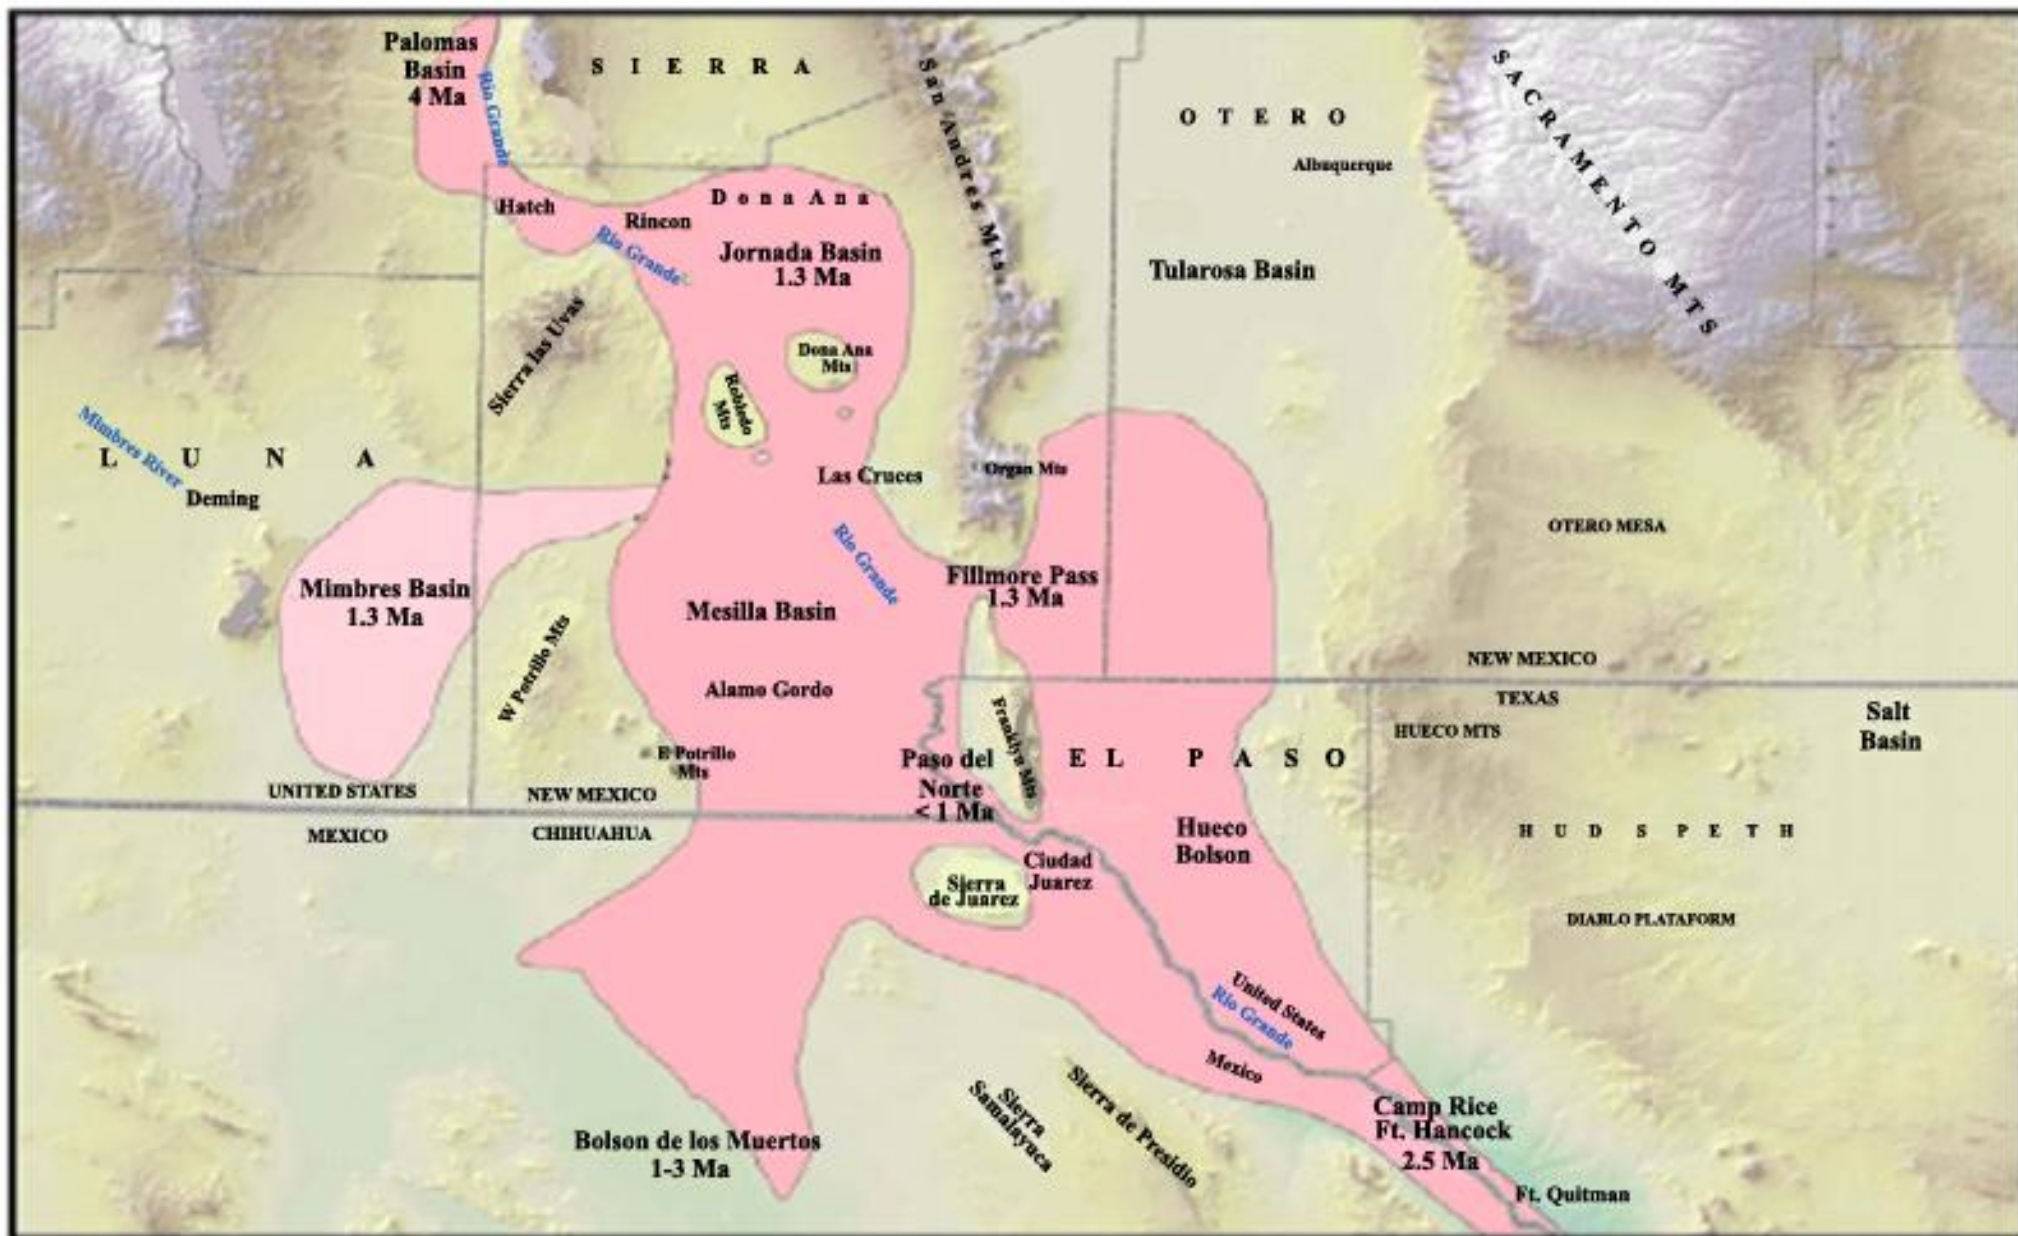 Palomas
Basin
4 Ma
Rio Grande
S I E R R A
San Andres Mts
O T E R O
Albuquerque
SACRAMENTO MTS
Hatch
Rincon
D o n a A n a
Rio Grande
Jornada Basin
1.3 Ma
Tularosa Basin
Sierra las Uvas
Dona Ana
Mts
Robledo
Mts
Mimbres River
L U N A
Deming
Las Cruces
Organ Mts
Rio Grande
OTERO MESA
Mimbres Basin
1.3 Ma
Mesilla Basin
Fillmore Pass
1.3 Ma
W Potrillo Mts
Alamo Gordo
NEW MEXICO
TEXAS
Franklyn Mts
HUECO MTS
Salt
Basin
E Potrillo
Mts
Paso del
Norte
< 1 Ma
E L P A S O
UNITED STATES
NEW MEXICO
MEXICO
CHIHUAHUA
Hueco
Bolson
H U D S P E T H
Ciudad
Juarez
Sierra
de Juarez
DIABLO PLATAFORM
United States
Rio Grande
Mexico
Sierra
Samalayuca
Sierra de Presidio
Camp Rice
Ft. Hancock
2.5 Ma
Bolson de los Muertos
1-3 Ma
Ft. Quitman